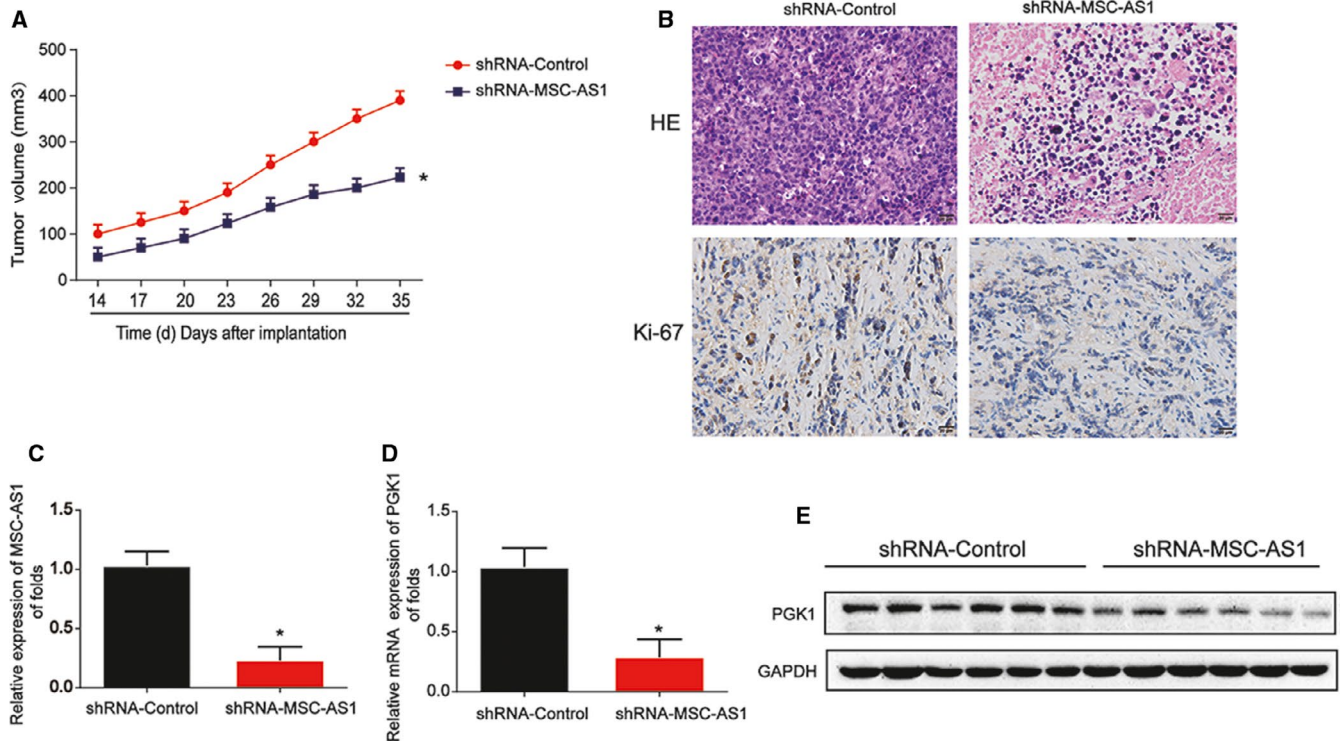 A
500
400
300
200
100
0
Tumor volume (mm3)
14 17 20 23 26 29 32 35
Time (d) Days after implantation
shRNA-Control
shRNA-MSC-AS1
*
B
shRNA-Control shRNA-MSC-AS1
HE
Ki-67
C
Relative expression of MSC-AS1
of folds
1.5
1.0
0.5
0.0
*
shRNA-Control shRNA-MSC-AS1
D
Relative mRNA expression of PGK1
of folds
1.5
1.0
0.5
0.0
*
shRNA-Control shRNA-MSC-AS1
E
shRNA-Control shRNA-MSC-AS1
PGK1
GAPDH